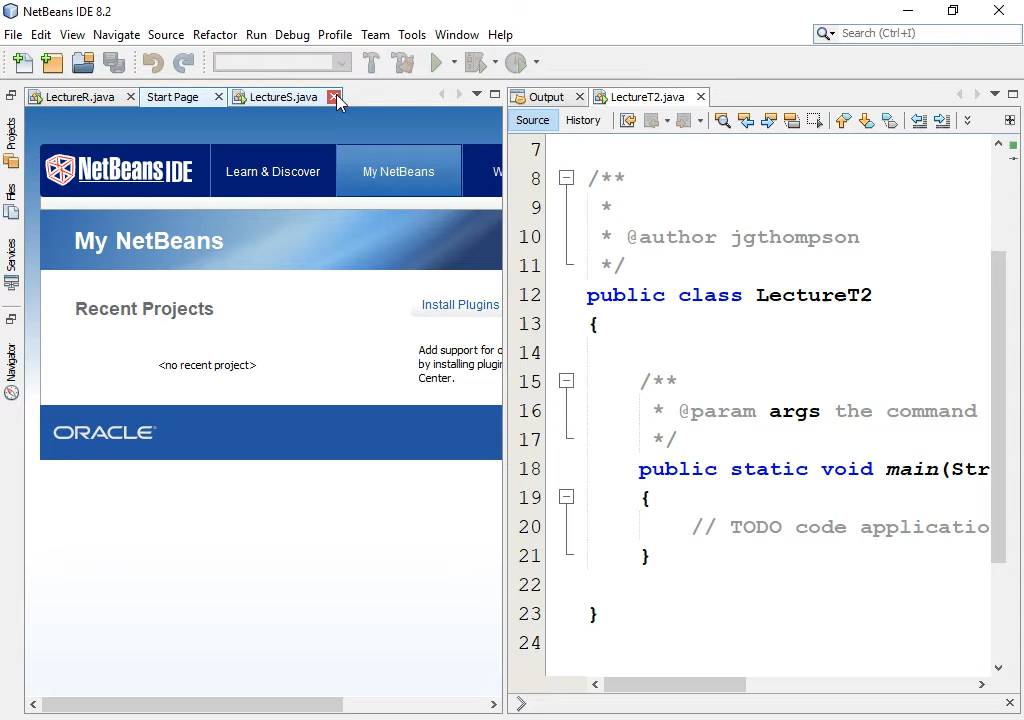 NetBeans IDE 8.2
File Edit View Navigate Source Refactor Run Debug Profile Team Tools Window Help
Search (Ctrl+I)
LectureR.java Start Page LectureS.java
Output LectureT2.java
Source History
Projects
Files
Services
Navigator
NetBeans IDE Learn & Discover My NetBeans W
My NetBeans
Recent Projects
Install Plugins
<no recent project>
Add support for o
by installing plugin
Center.
ORACLE
7
8 /**
9 *
10 * @author jgthompson
11 */
12 public class LectureT2
13 {
14
15 /**
16 * @param args the command
17 */
18 public static void main(Str
19 {
20 // TODO code applicatio
21 }
22
23 }
24